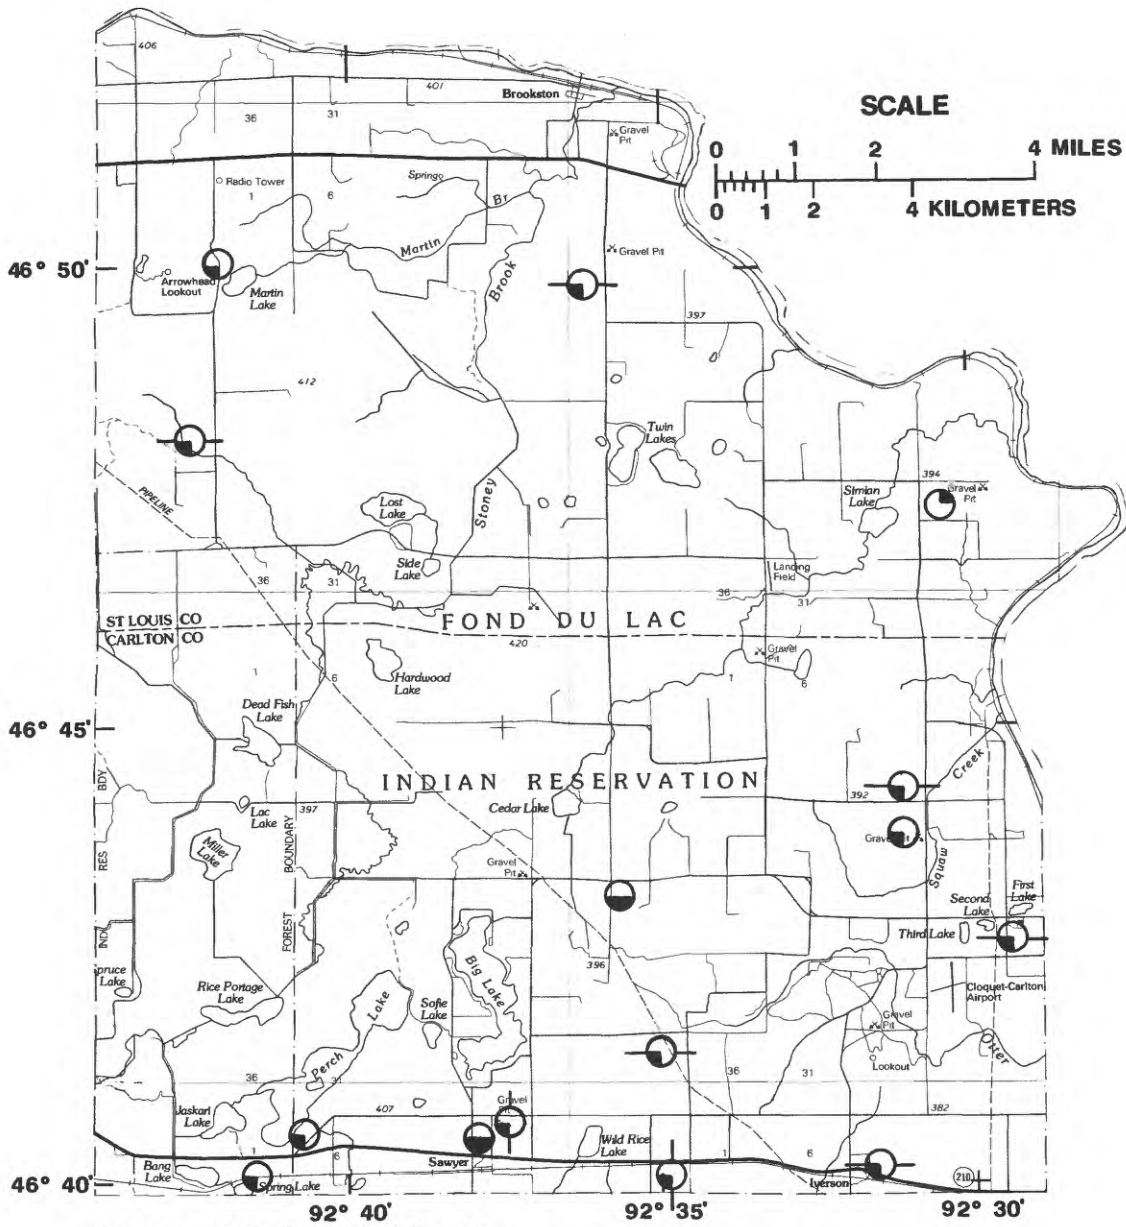 406
401
Brookston
SCALE
36
31
Gravel
Pit
0 1 2 4 MILES
0 1 2 4 KILOMETERS
Radio Tower
Spring
1
6
Br
Martin
Gravel Pit
46° 50'
Arrowhead
Lookout
Martin
Lake
Brook
397
412
Twin
Lakes
394
Gravel
Pit
Simian
Lake
PIPELINE
Lost
Lake
Stoney
Side
Lake
Landing
Field
36
31
36
31
ST LOUIS CO
CARLTON CO
FOND DU LAC
420
Gravel
Pit
1
6
Hardwood
Lake
1
6
Dead Fish
Lake
46° 45'
Creek
INDIAN RESERVATION
BDY
Cedar Lake
392
Lac
Lake
397
Gravel Pit
Miller
Lake
RES
BOUNDARY
Gravel
Pit
Squaw
First
Lake
Second
Lake
Third Lake
IND
FOREST
396
Big Lake
pruce
Lake
Rice Portage
Lake
Lake
Sofie
Lake
Cloquet-Carlton
Airport
Gravel
Pit
Otter
Lookout
Perch
36
31
36
31
Jaskari
Lake
407
Gravel
Pit
382
Wild Rice
Lake
1
6
1
6
Sawyer
Bang
Lake
Spring Lake
Iverson
210
46° 40'
92° 40'
92° 35'
92° 30'